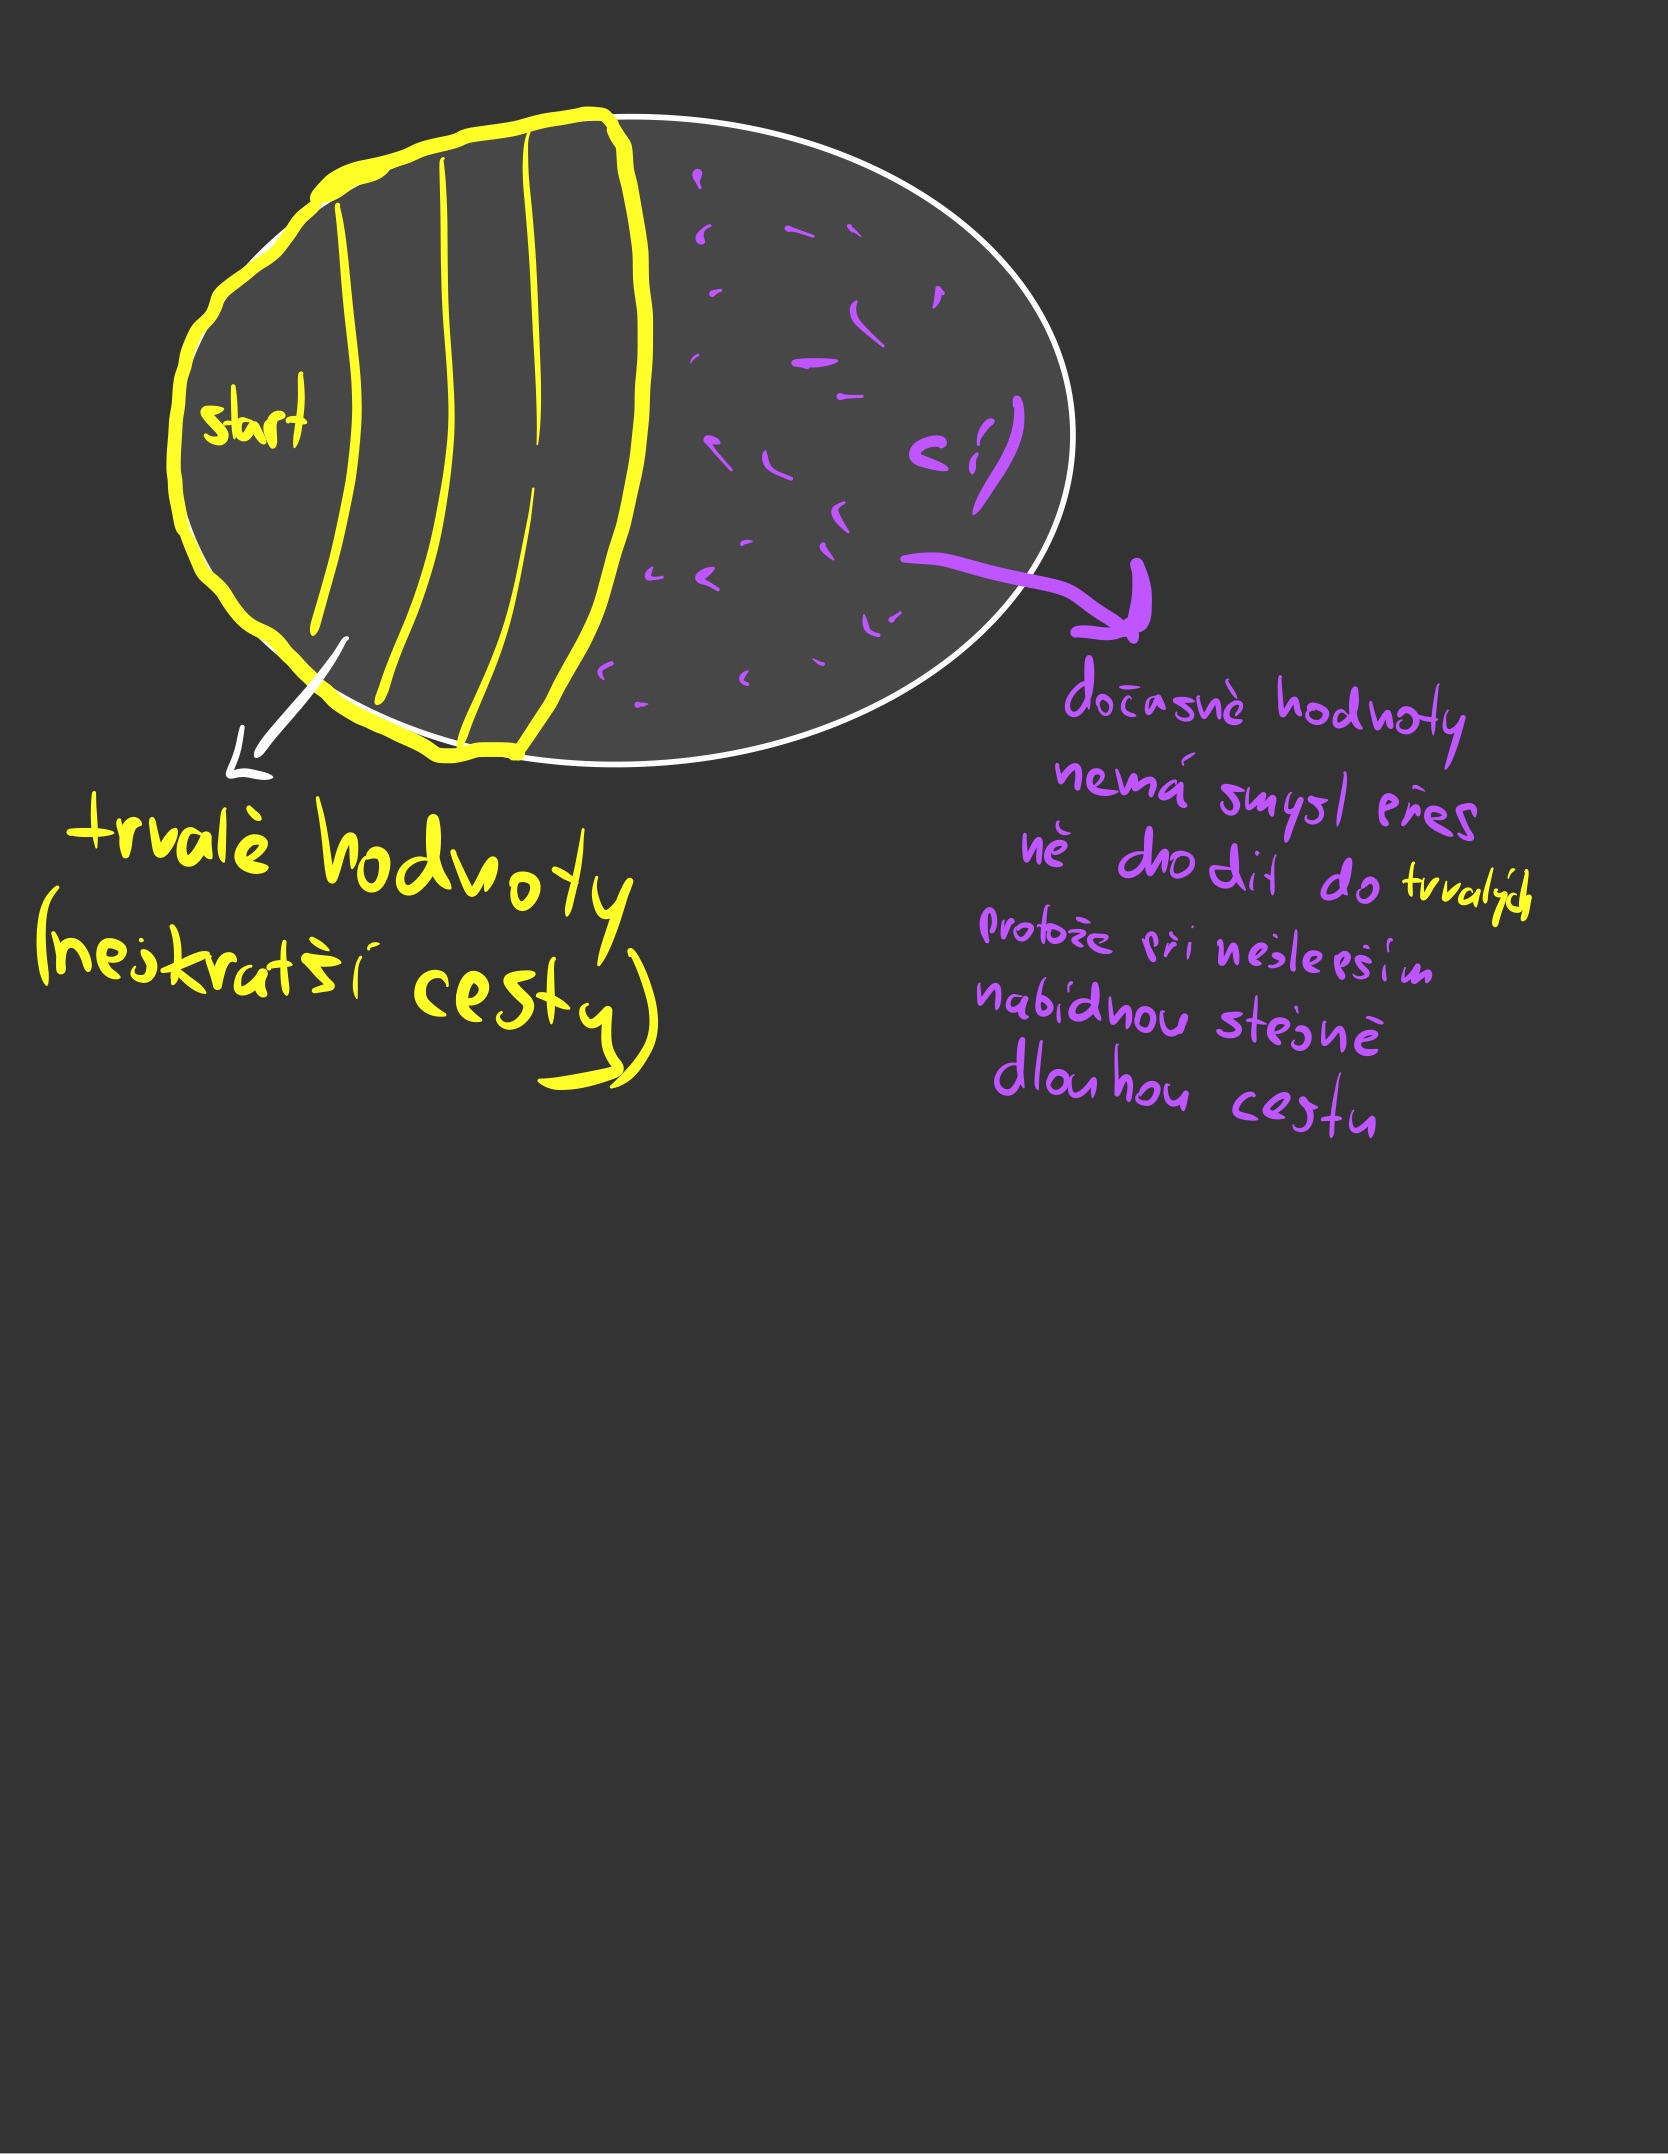 start
cíl
trvalé hodnoty
(nejkratší cesty)
dočasné hodnoty
nemá smysl přes
ně chodit do trvalých
protože při nejlepším
nabídnou stejně
dlouhou cestu